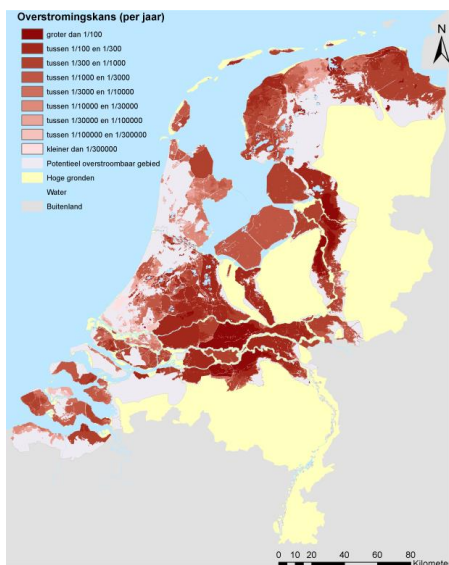 Overstromingskans (per jaar)
groter dan 1/100
tussen 1/100 en 1/300
tussen 1/300 en 1/1000
tussen 1/1000 en 1/3000
tussen 1/3000 en 1/10000
tussen 1/10000 en 1/30000
tussen 1/30000 en 1/100000
tussen 1/100000 en 1/300000
kleiner dan 1/300000
Potentieel overstroombaar gebied
Hoge gronden
Water
Buitenland
N
0 10 20 40 60 80
Kilometer